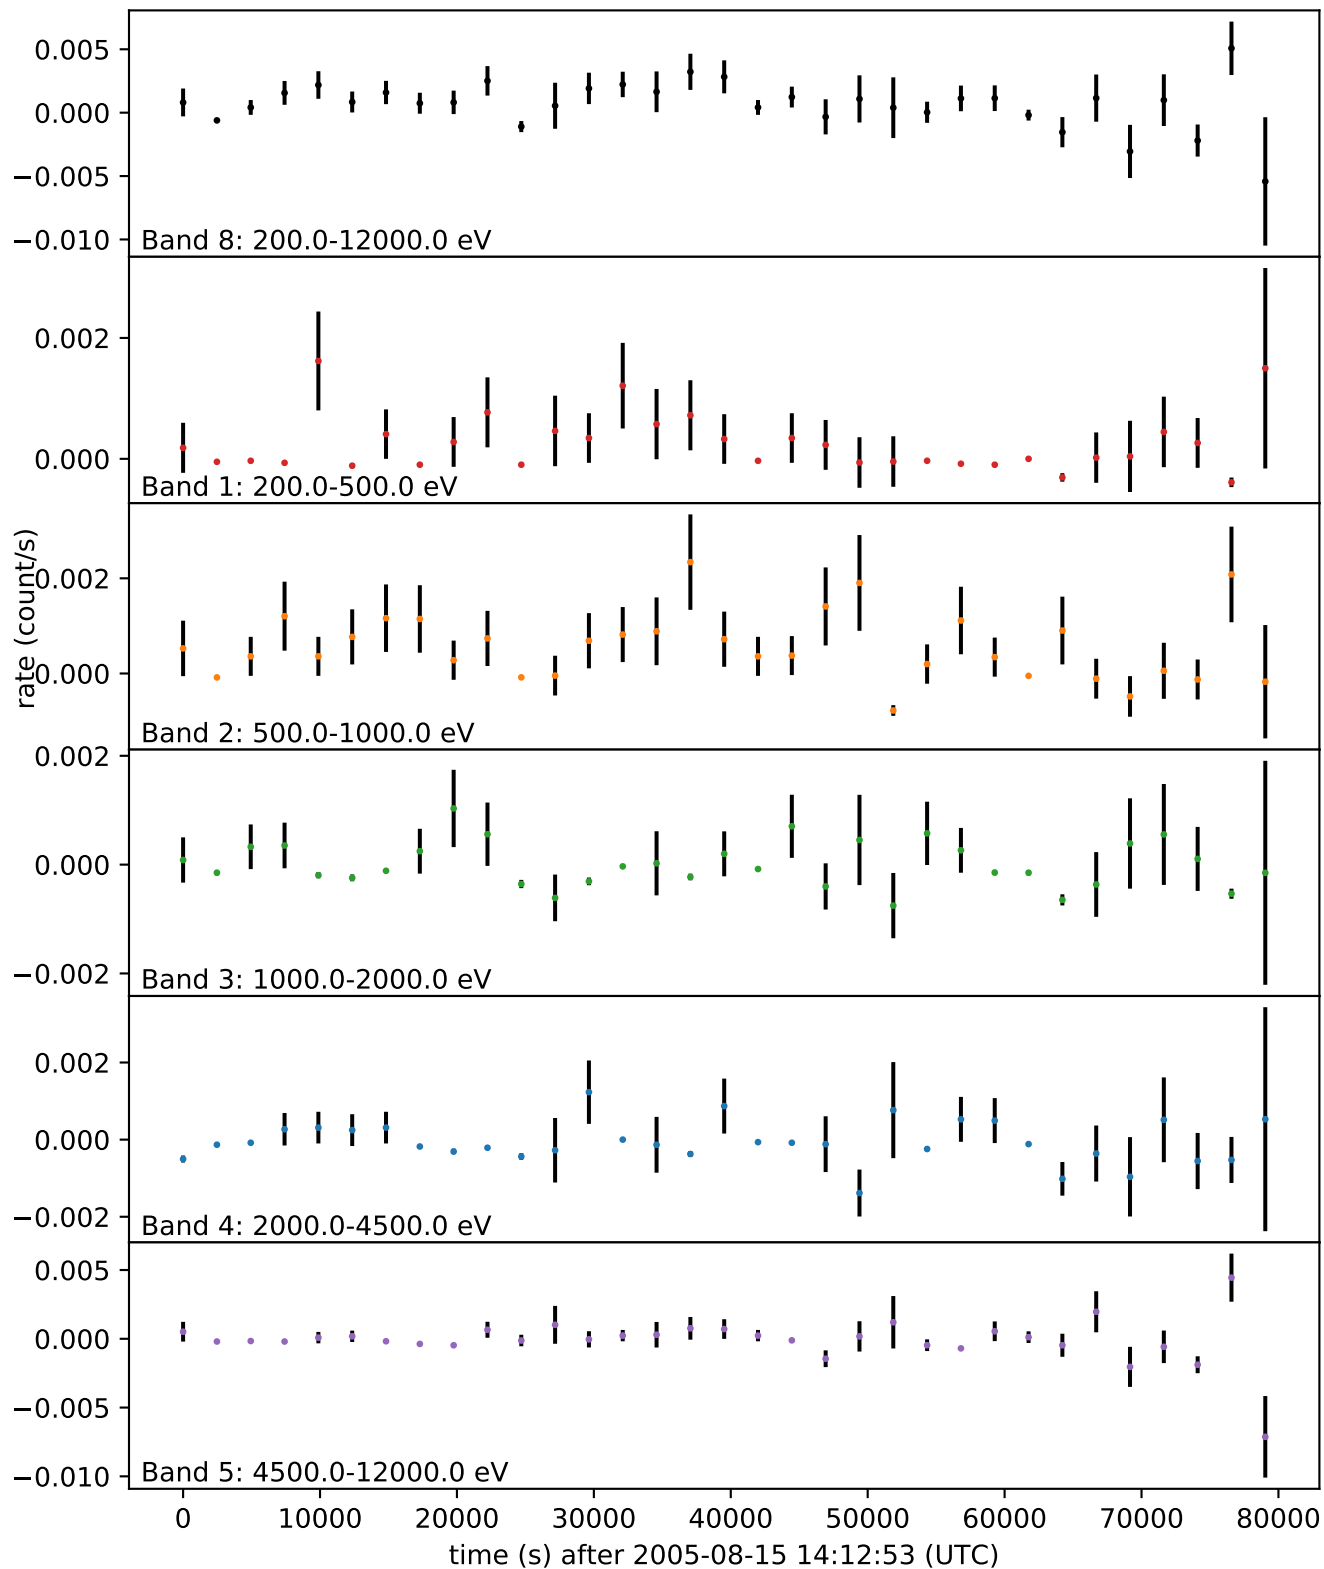 0.005
0.000
−0.005
−0.010
Band 8: 200.0-12000.0 eV
0.002
0.000
Band 1: 200.0-500.0 eV
rate (count/s)
0.002
0.000
Band 2: 500.0-1000.0 eV
0.002
0.000
−0.002
Band 3: 1000.0-2000.0 eV
0.002
0.000
−0.002
Band 4: 2000.0-4500.0 eV
0.005
0.000
−0.005
−0.010
Band 5: 4500.0-12000.0 eV
0 10000 20000 30000 40000 50000 60000 70000 80000
time (s) after 2005-08-15 14:12:53 (UTC)